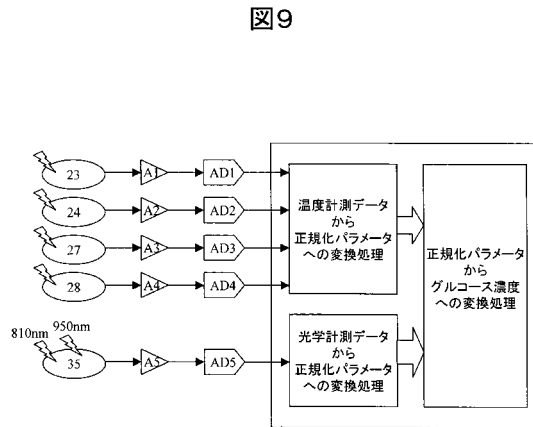 図9
23 A1 AD1
24 A2 AD2
27 A3 AD3
28 A4 AD4
温度計測データ
から
正規化パラメータ
への変換処理
正規化パラメータ
から
グルコース濃度
への変換処理
810nm 950nm
35 A5 AD5
光学計測データ
から
正規化パラメータ
への変換処理